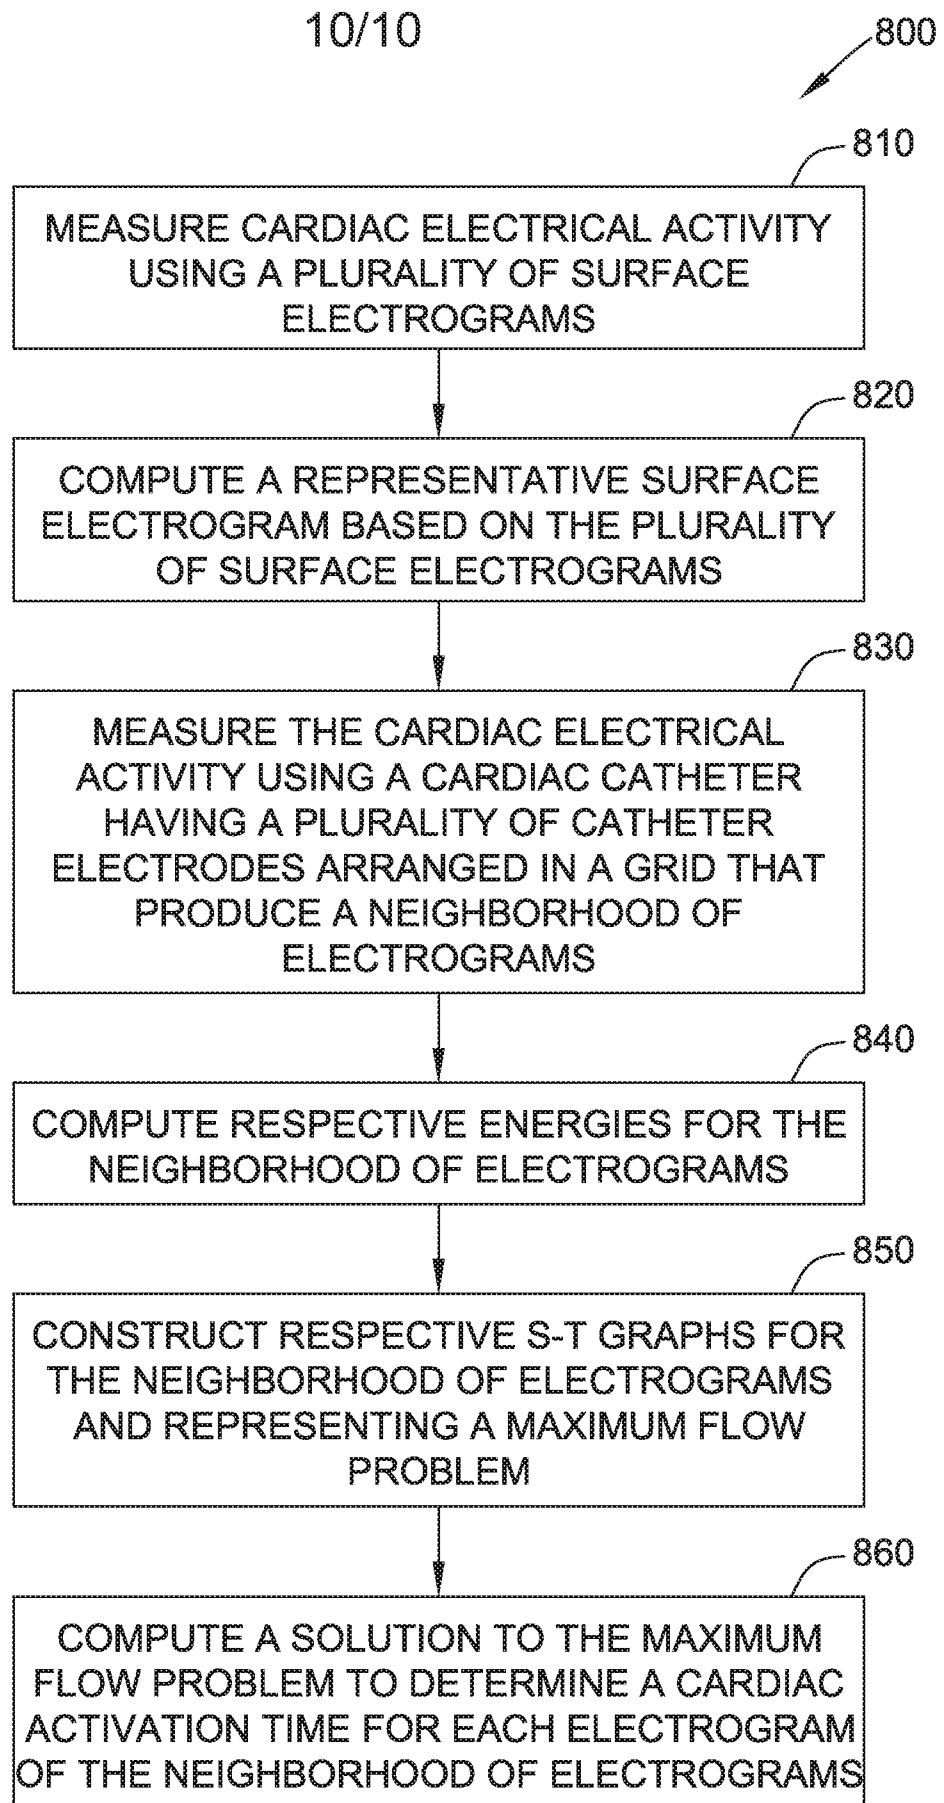 10/10
800
810
MEASURE CARDIAC ELECTRICAL ACTIVITY
USING A PLURALITY OF SURFACE
ELECTROGRAMS
820
COMPUTE A REPRESENTATIVE SURFACE
ELECTROGRAM BASED ON THE PLURALITY
OF SURFACE ELECTROGRAMS
830
MEASURE THE CARDIAC ELECTRICAL
ACTIVITY USING A CARDIAC CATHETER
HAVING A PLURALITY OF CATHETER
ELECTRODES ARRANGED IN A GRID THAT
PRODUCE A NEIGHBORHOOD OF
ELECTROGRAMS
840
COMPUTE RESPECTIVE ENERGIES FOR THE
NEIGHBORHOOD OF ELECTROGRAMS
850
CONSTRUCT RESPECTIVE S-T GRAPHS FOR
THE NEIGHBORHOOD OF ELECTROGRAMS
AND REPRESENTING A MAXIMUM FLOW
PROBLEM
860
COMPUTE A SOLUTION TO THE MAXIMUM
FLOW PROBLEM TO DETERMINE A CARDIAC
ACTIVATION TIME FOR EACH ELECTROGRAM
OF THE NEIGHBORHOOD OF ELECTROGRAMS